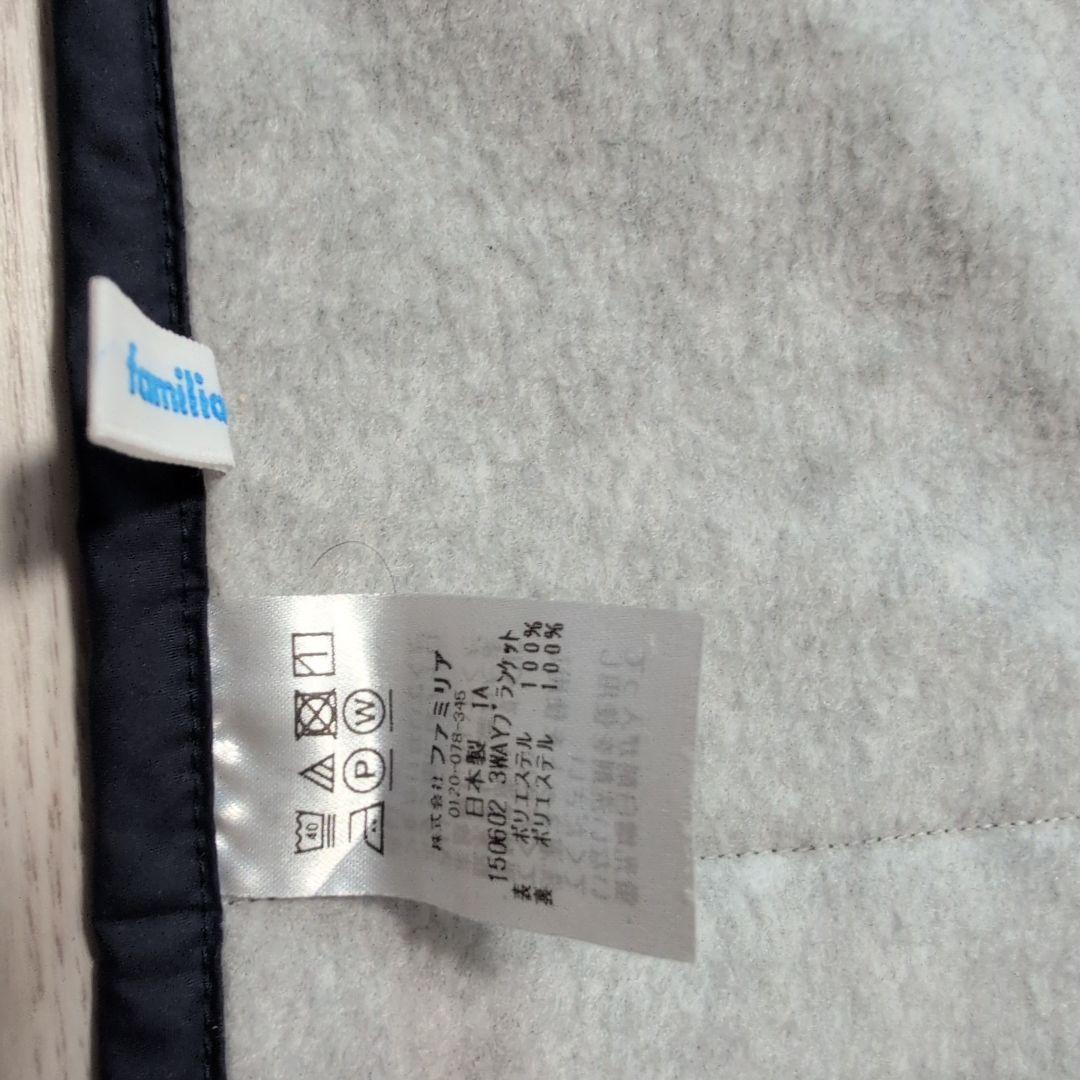 familia
40
P W
株式会社 ファミリア
0120-078-345
日本製 1A
150602 3WAYブランケット
表 ポリエステル 100%
裏 ポリエステル 100%